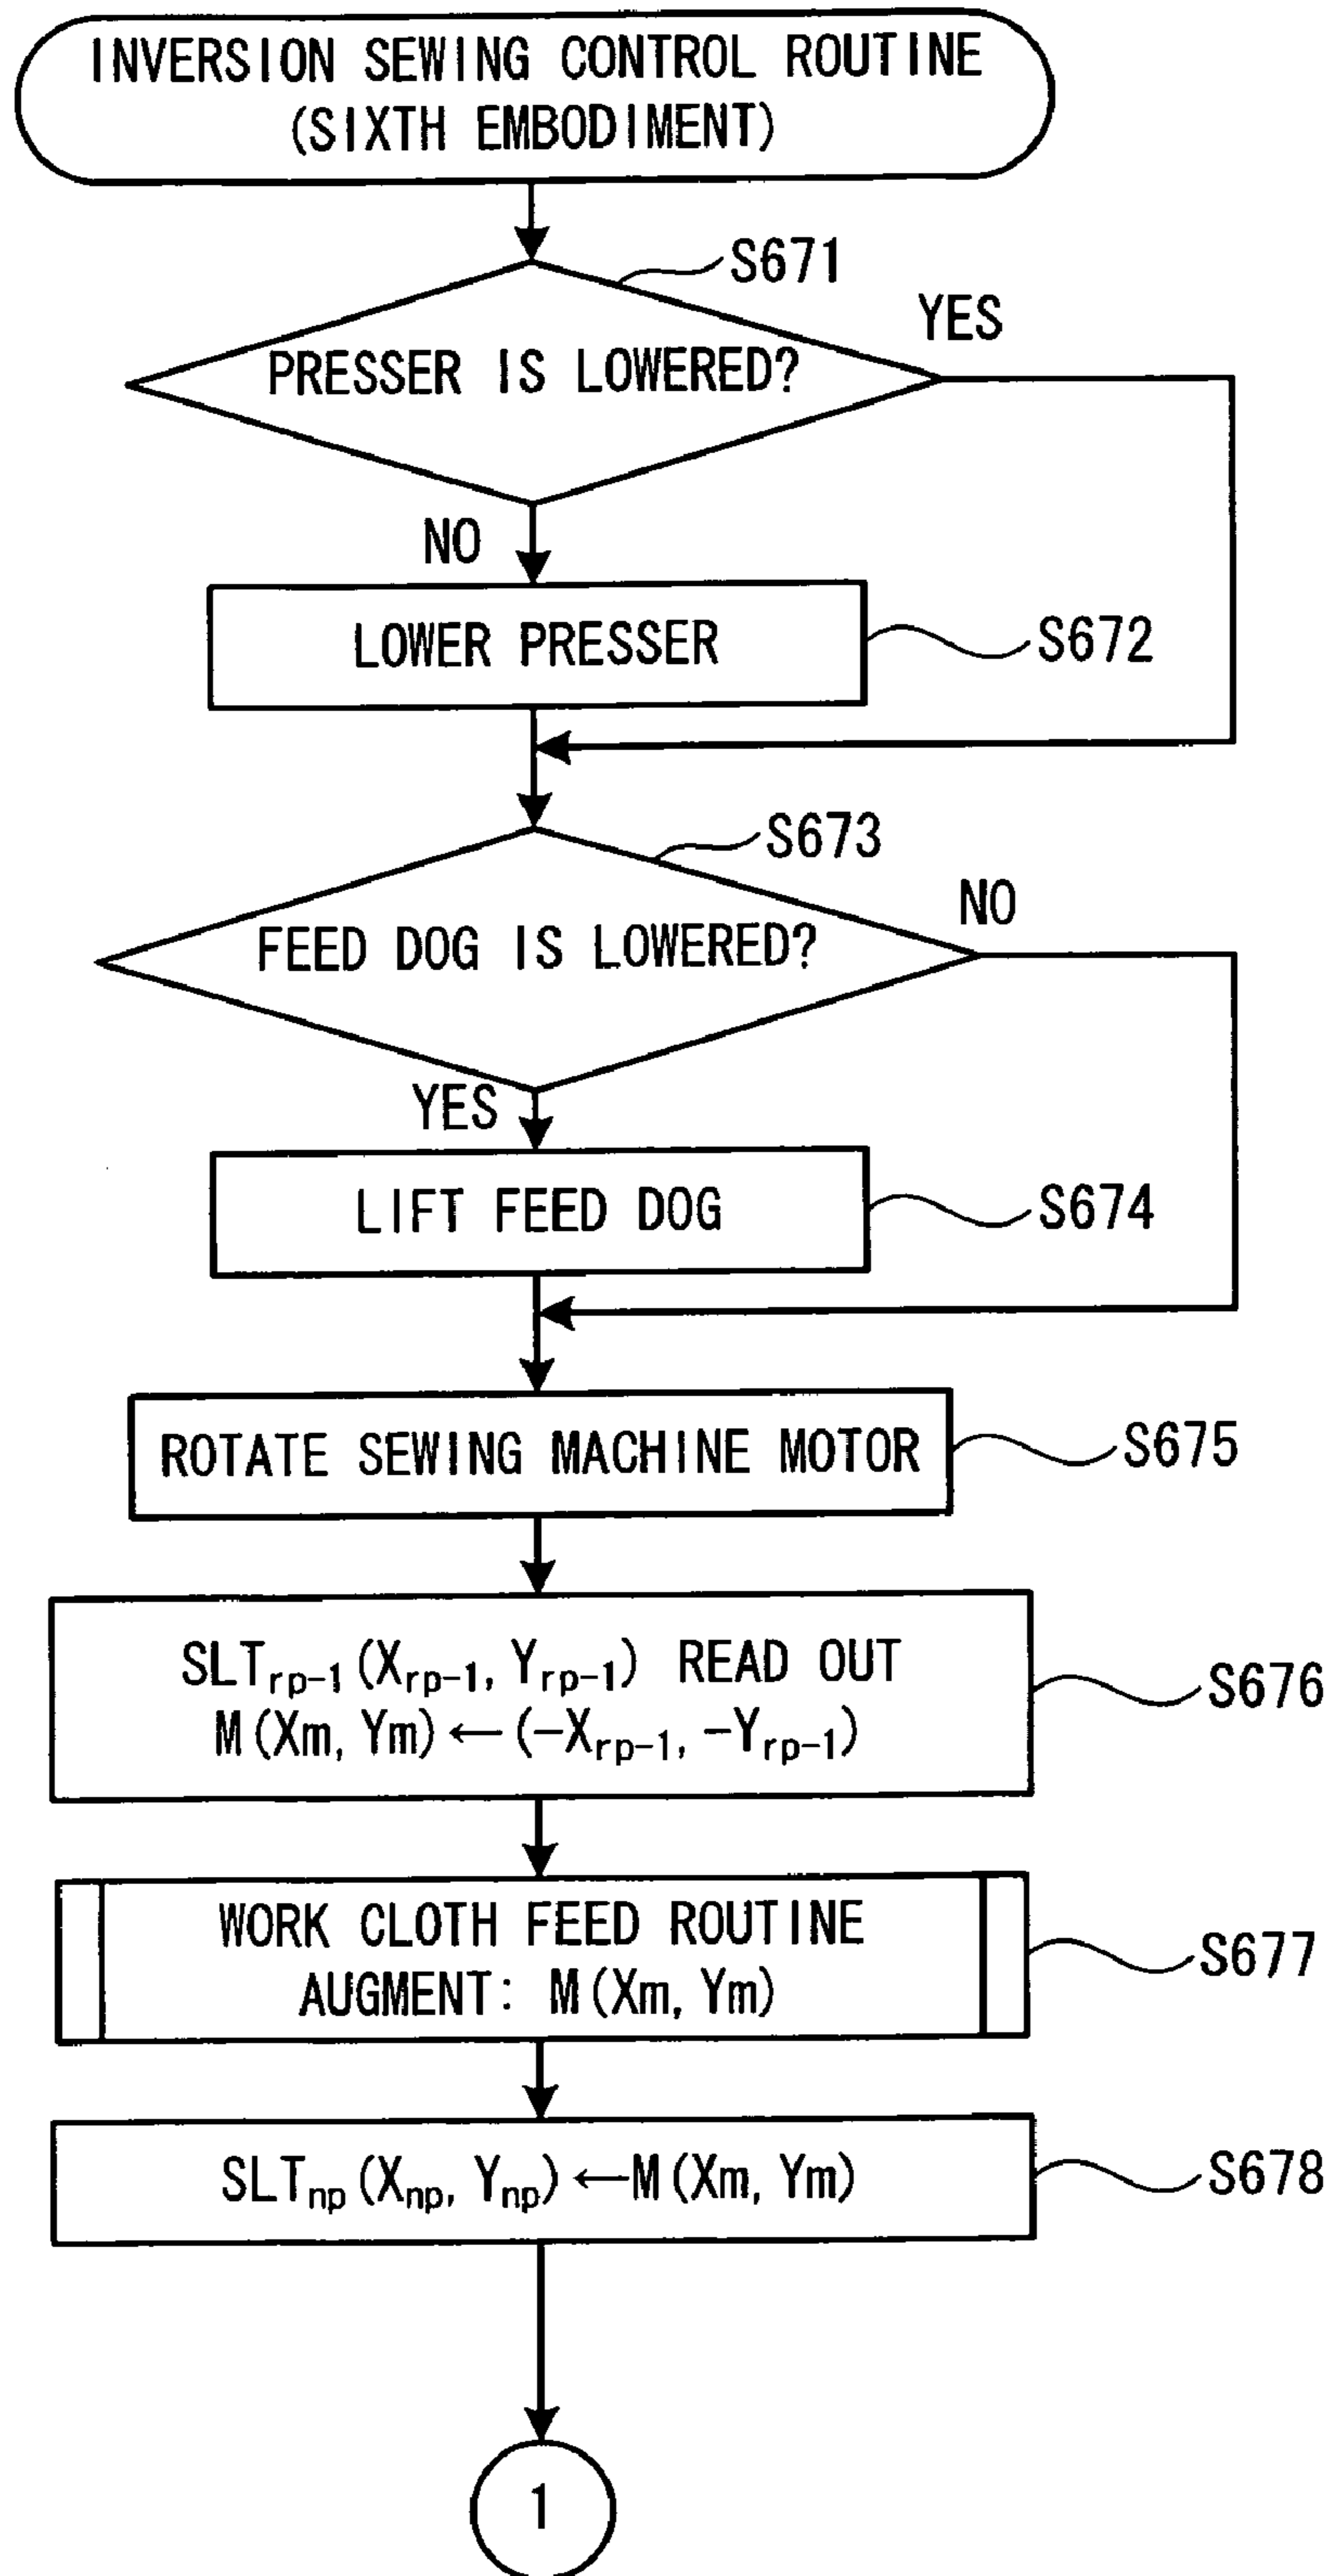 INVERSION SEWING CONTROL ROUTINE
(SIXTH EMBODIMENT)
S671
YES
PRESSER IS LOWERED?
NO
LOWER PRESSER
S672
S673
NO
FEED DOG IS LOWERED?
YES
LIFT FEED DOG
S674
ROTATE SEWING MACHINE MOTOR
S675
SLTrp-1(Xrp-1, Yrp-1) READ OUT
M(Xm, Ym)←(-Xrp-1, -Yrp-1)
S676
WORK CLOTH FEED ROUTINE
AUGMENT: M(Xm, Ym)
S677
SLTnp(Xnp, Ynp)←M(Xm, Ym)
S678
1